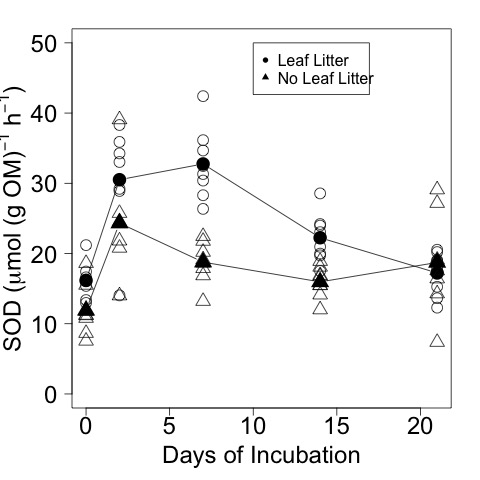 50
40
30
20
10
0
SOD (μmol (g OM)⁻¹ h⁻¹)
Leaf Litter
No Leaf Litter
0 5 10 15 20
Days of Incubation